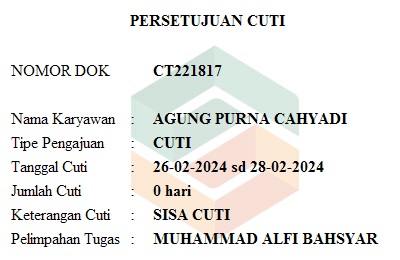 PERSETUJUAN CUTI
NOMOR DOK CT221817
Nama Karyawan : AGUNG PURNA CAHYADI
Tipe Pengajuan : CUTI
Tanggal Cuti : 26-02-2024 sd 28-02-2024
Jumlah Cuti : 0 hari
Keterangan Cuti : SISA CUTI
Pelimpahan Tugas : MUHAMMAD ALFI BAHSYAR